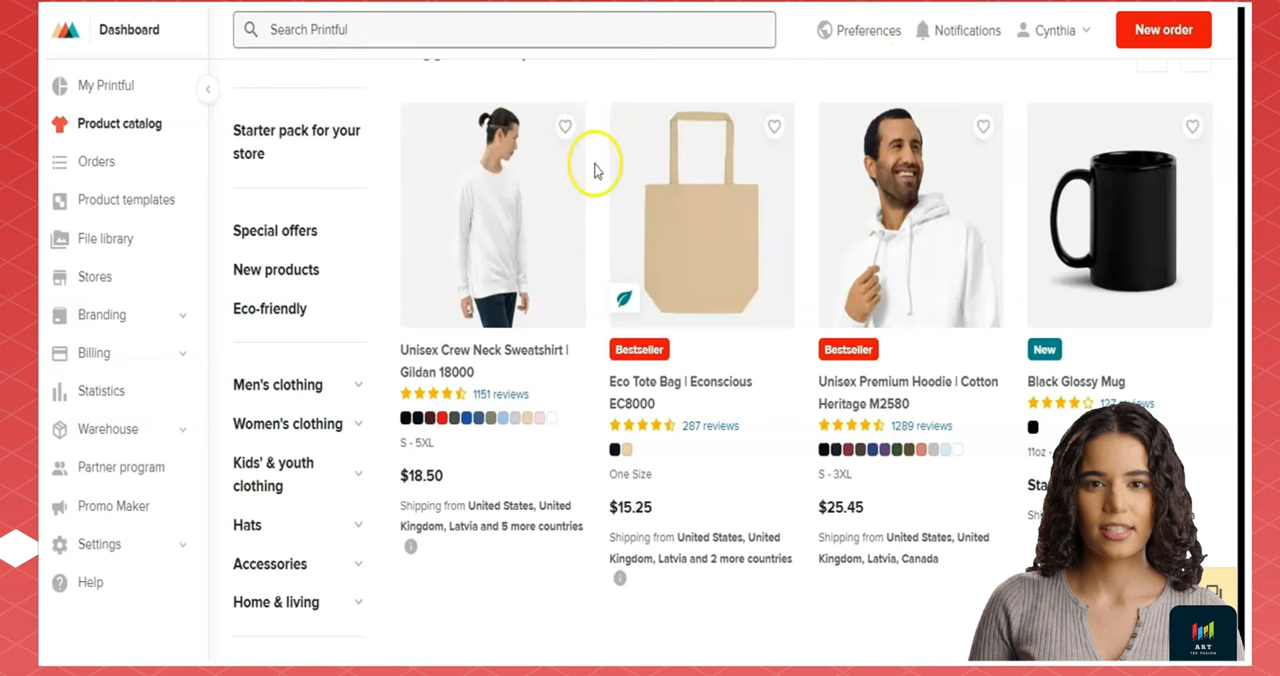 Dashboard
Search Printful
Preferences
Notifications
Cynthia
New order
My Printful
Product catalog
Orders
Product templates
File library
Stores
Branding
Billing
Statistics
Warehouse
Partner program
Promo Maker
Settings
Help
Starter pack for your
store
Special offers
New products
Eco-friendly
Men's clothing
Women's clothing
Kids' & youth
clothing
Hats
Accessories
Home & living
Unisex Crew Neck Sweatshirt |
Gildan 18000
1151 reviews
S - 5XL
$18.50
Shipping from United States, United
Kingdom, Latvia and 5 more countries
Bestseller
Eco Tote Bag | Econscious
EC8000
287 reviews
One Size
$15.25
Shipping from United States, United
Kingdom, Latvia and 2 more countries
Bestseller
Unisex Premium Hoodie | Cotton
Heritage M2580
1289 reviews
S - 3XL
$25.45
Shipping from United States, United
Kingdom, Latvia, Canada
New
Black Glossy Mug
127 reviews
11oz -
ART
TEK FUSION